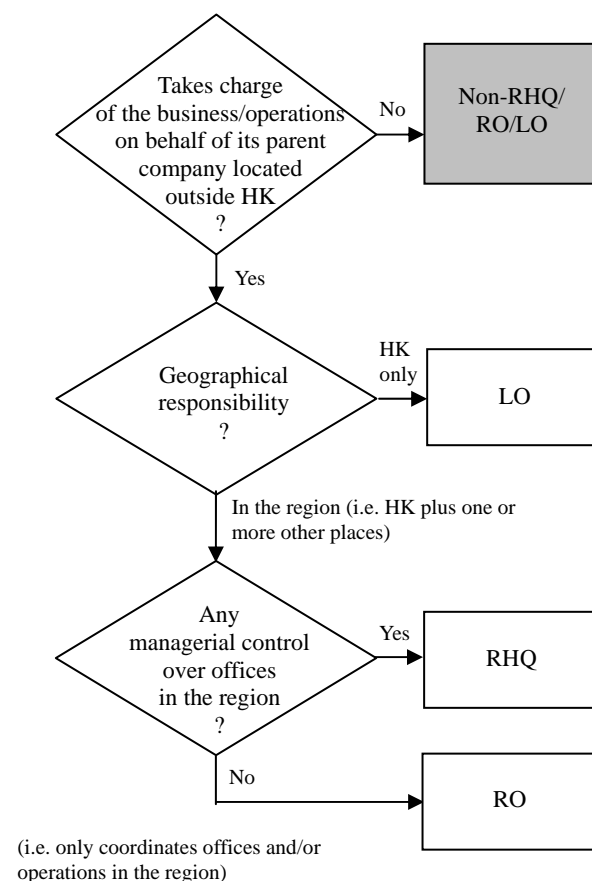 Takes charge
of the business/operations
on behalf of its parent
company located
outside HK
?
No
Non-RHQ/
RO/LO
Yes
Geographical
responsibility
?
HK
only
LO
In the region (i.e. HK plus one or
more other places)
Any
managerial control
over offices
in the region
?
Yes
RHQ
No
RO
(i.e. only coordinates offices and/or
operations in the region)